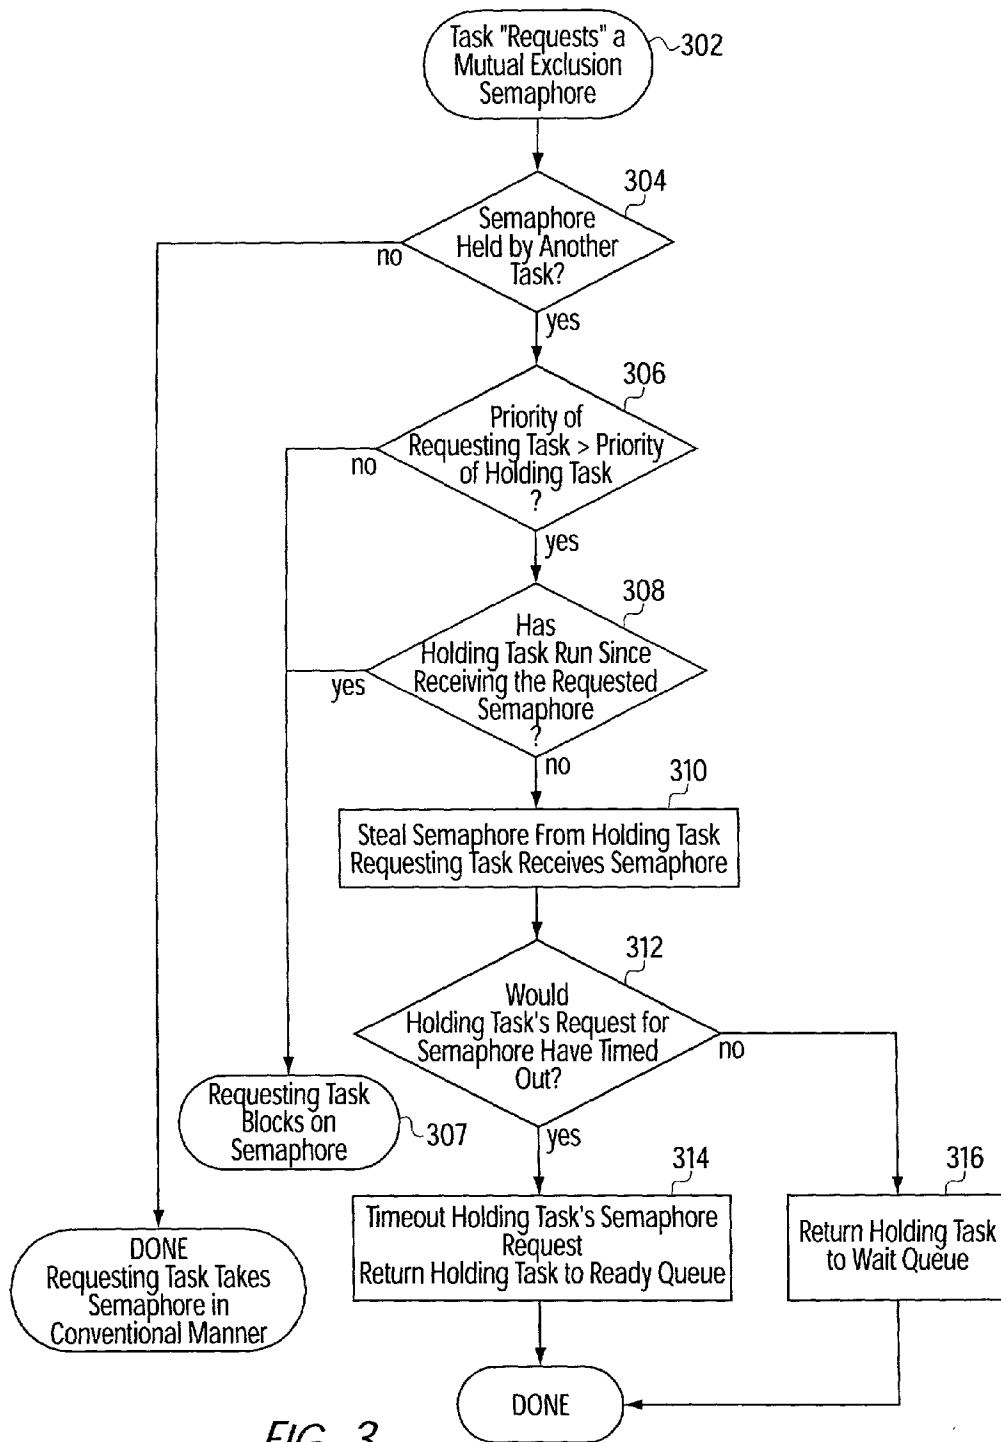 Task "Requests" a
Mutual Exclusion
Semaphore
302
304
Semaphore
Held by Another
Task?
no
yes
306
Priority of
Requesting Task > Priority
of Holding Task
?
no
yes
308
Has
Holding Task Run Since
Receiving the Requested
Semaphore
?
yes
no
310
Steal Semaphore From Holding Task
Requesting Task Receives Semaphore
312
Would
Holding Task's Request for
Semaphore Have Timed
Out?
no
yes
Requesting Task
Blocks on
Semaphore
307
314
Timeout Holding Task's Semaphore
Request
Return Holding Task to Ready Queue
316
Return Holding Task
to Wait Queue
DONE
Requesting Task Takes
Semaphore in
Conventional Manner
DONE
FIG. 3